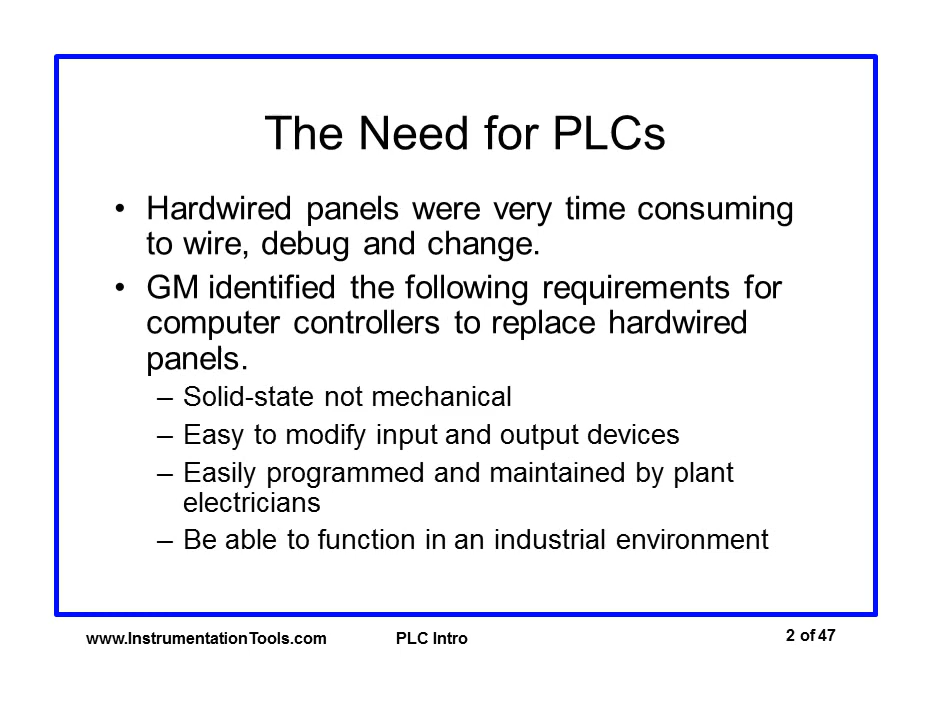 The Need for PLCs
• Hardwired panels were very time consuming
to wire, debug and change.
• GM identified the following requirements for
computer controllers to replace hardwired
panels.
– Solid-state not mechanical
– Easy to modify input and output devices
– Easily programmed and maintained by plant
electricians
– Be able to function in an industrial environment
www.InstrumentationTools.com PLC Intro 2 of 47